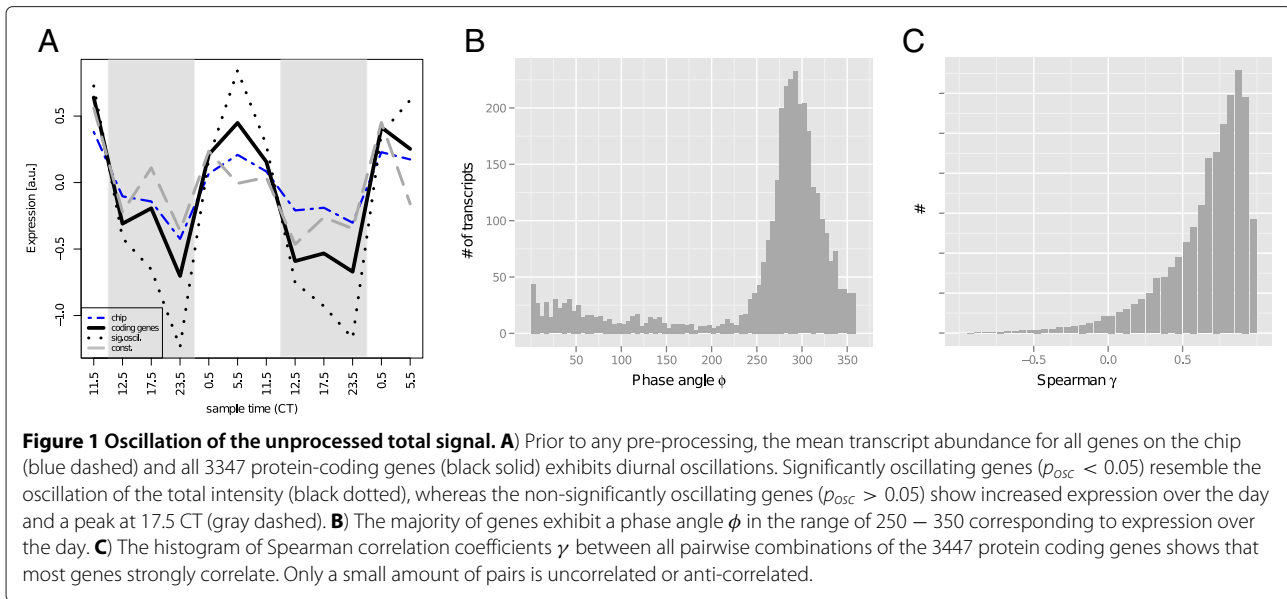 A
B
C
Expression [a.u.]
0.5
0.0
−0.5
−1.0
chip
coding genes
sig.oscil.
const.
11.5
12.5
17.5
23.5
0.5
5.5
11.5
12.5
17.5
23.5
0.5
5.5
sample time (CT)
# of transcripts
200
150
100
50
0
50
100
150
200
250
300
350
Phase angle ϕ
#
−0.5
0.0
0.5
Spearman γ
Figure 1 Oscillation of the unprocessed total signal. A) Prior to any pre-processing, the mean transcript abundance for all genes on the chip
(blue dashed) and all 3347 protein-coding genes (black solid) exhibits diurnal oscillations. Significantly oscillating genes (posc < 0.05) resemble the
oscillation of the total intensity (black dotted), whereas the non-significantly oscillating genes (posc > 0.05) show increased expression over the day
and a peak at 17.5 CT (gray dashed). B) The majority of genes exhibit a phase angle ϕ in the range of 250 − 350 corresponding to expression over
the day. C) The histogram of Spearman correlation coefficients γ between all pairwise combinations of the 3447 protein coding genes shows that
most genes strongly correlate. Only a small amount of pairs is uncorrelated or anti-correlated.